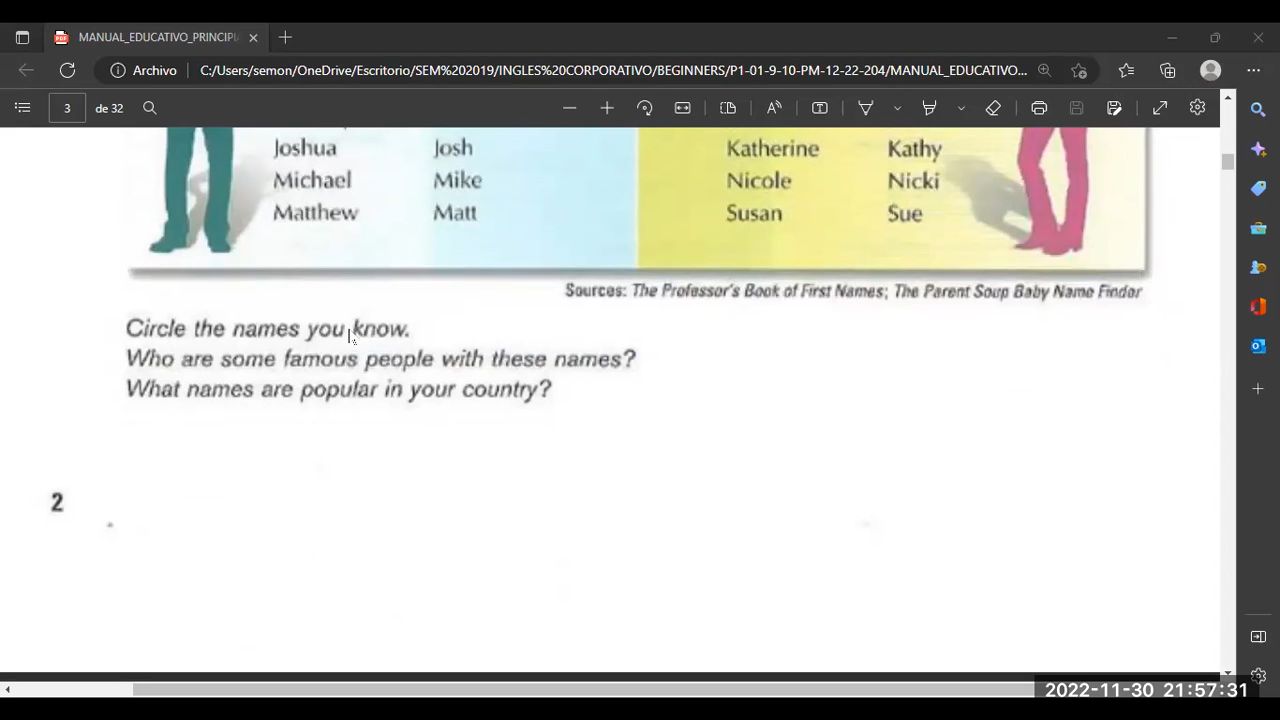 MANUAL_EDUCATIVO_PRINCIPI
Archivo
C:/Users/semon/OneDrive/Escritorio/SEM%202019/INGLES%20CORPORATIVO/BEGINNERS/P1-01-9-10-PM-12-22-204/MANUAL_EDUCATIVO...
3 de 32
Joshua Josh Katherine Kathy
Michael Mike Nicole Nicki
Matthew Matt Susan Sue
Sources: The Professor's Book of First Names; The Parent Soup Baby Name Finder
Circle the names you know.
Who are some famous people with these names?
What names are popular in your country?
2
2022-11-30 21:57:31